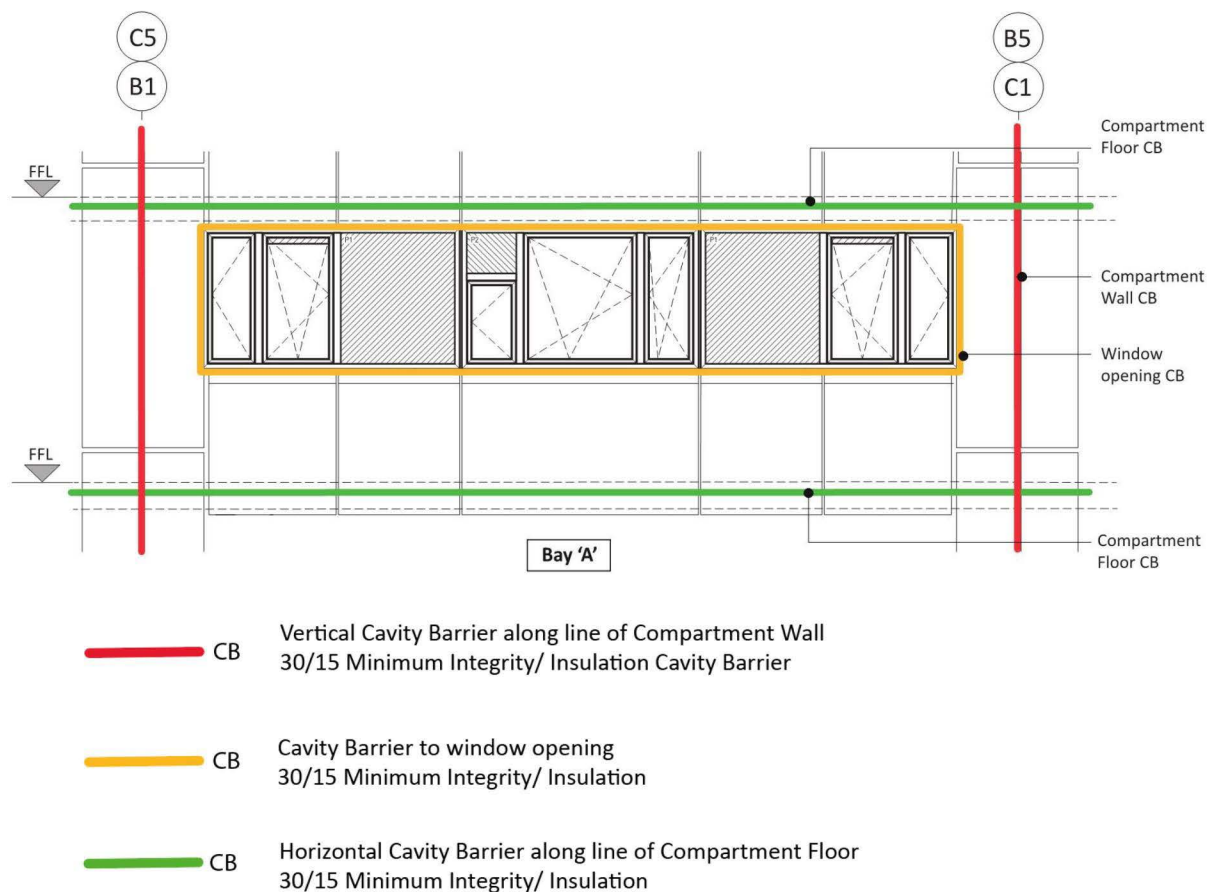 C5
B1
B5
C1
Compartment
Floor CB
FFL
P1
P2
P1
Compartment
Wall CB
Window
opening CB
FFL
Compartment
Floor CB
Bay ‘A’
CB
Vertical Cavity Barrier along line of Compartment Wall
30/15 Minimum Integrity/ Insulation Cavity Barrier
CB
Cavity Barrier to window opening
30/15 Minimum Integrity/ Insulation
CB
Horizontal Cavity Barrier along line of Compartment Floor
30/15 Minimum Integrity/ Insulation